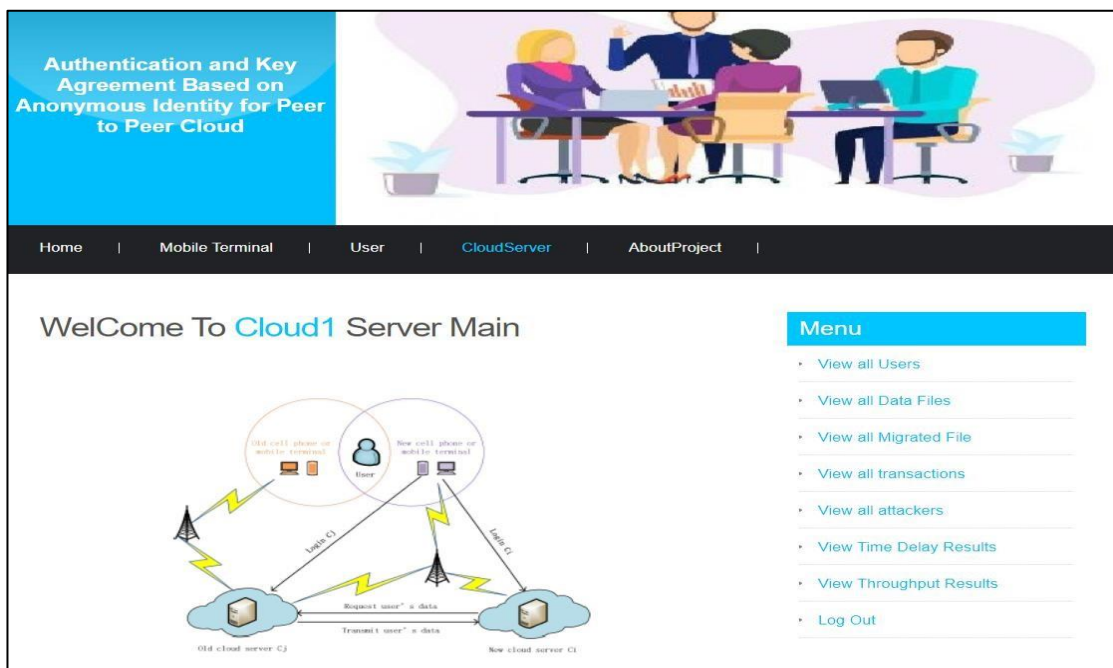 Authentication and Key
Agreement Based on
Anonymous Identity for Peer
to Peer Cloud
Home | Mobile Terminal | User | CloudServer | AboutProject |
WelCome To Cloud1 Server Main
Old cell phone or
mobile terminal
User
New cell phone or
mobile terminal
Login Cj
Login Ci
Request user's data
Transmit user's data
Old cloud server Cj
New cloud server Ci
Menu
View all Users
View all Data Files
View all Migrated File
View all transactions
View all attackers
View Time Delay Results
View Throughput Results
Log Out